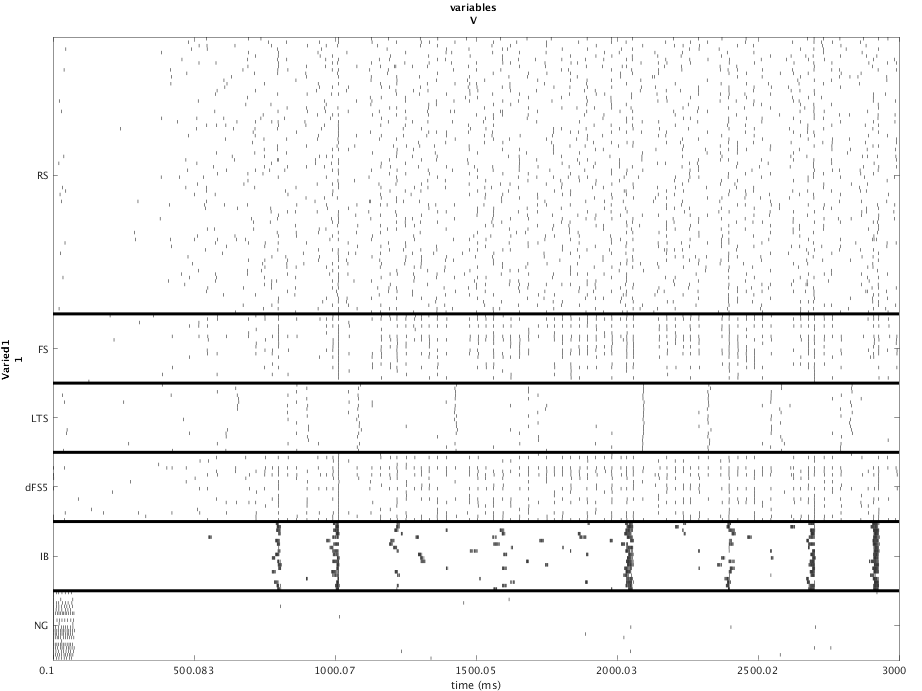 variables
V
RS
FS
LTS
dFS5
IB
NG
Varied1
1
0.1 500.083 1000.07 1500.05 2000.03 2500.02 3000
time (ms)